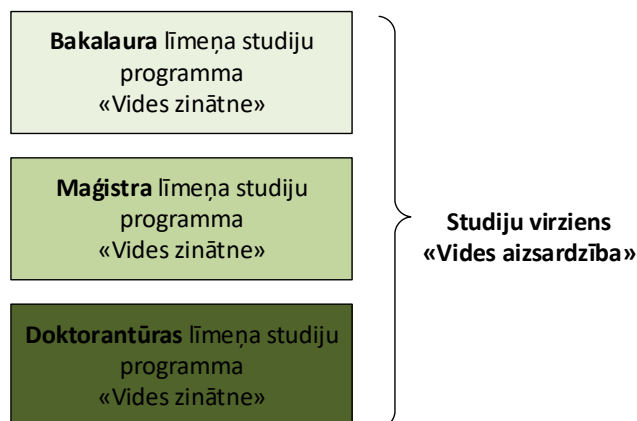 Bakalaura līmeņa studiju
programma
«Vides zinātne»
Maģistra līmeņa studiju
programma
«Vides zinātne»
Doktorantūras līmeņa studiju
programma
«Vides zinātne»
Studiju virziens
«Vides aizsardzība»